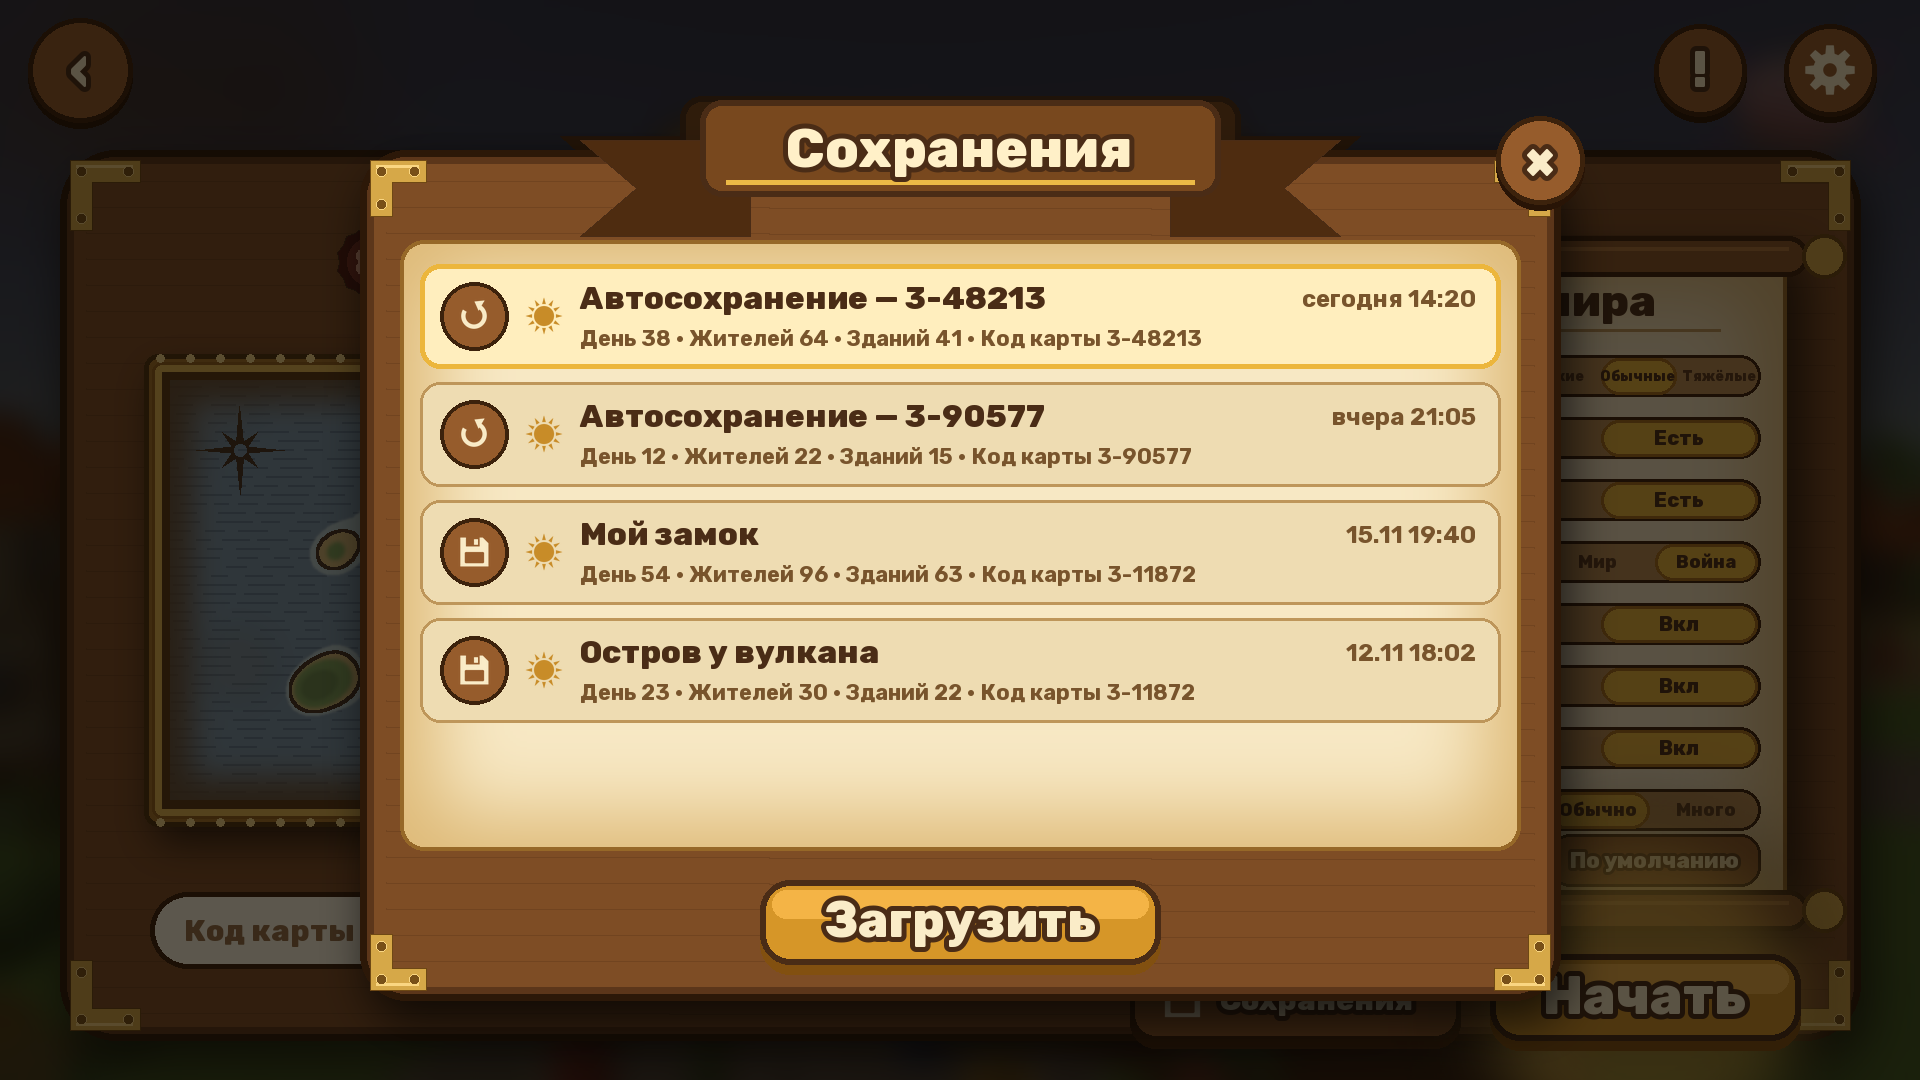 Сохранения
Автосохранение — 3-48213
сегодня 14:20
День 38 • Жителей 64 • Зданий 41 • Код карты 3-48213
Автосохранение — 3-90577
вчера 21:05
День 12 • Жителей 22 • Зданий 15 • Код карты 3-90577
Мой замок
15.11 19:40
День 54 • Жителей 96 • Зданий 63 • Код карты 3-11872
Остров у вулкана
12.11 18:02
День 23 • Жителей 30 • Зданий 22 • Код карты 3-11872
Загрузить
Обычные Тяжёлые
Есть
Есть
Мир Война
Вкл
Вкл
Вкл
Обычно Много
По умолчанию
Код карты
Сохранения
Начать